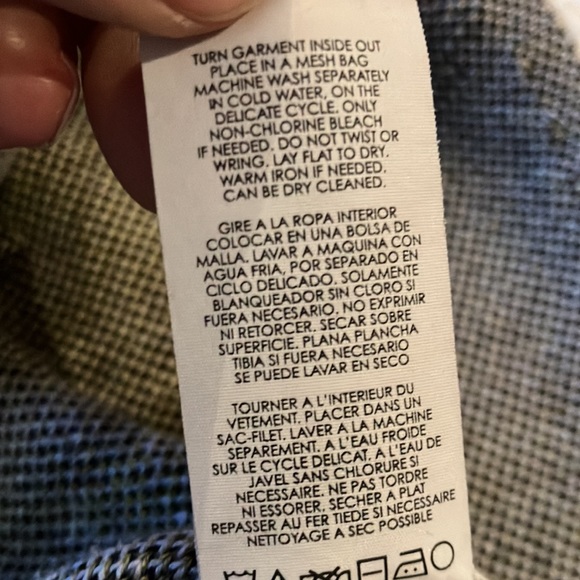 TURN GARMENT INSIDE OUT
PLACE IN A MESH BAG
MACHINE WASH SEPARATELY
IN COLD WATER, ON THE
DELICATE CYCLE. ONLY
NON-CHLORINE BLEACH
IF NEEDED. DO NOT TWIST OR
WRING. LAY FLAT TO DRY.
WARM IRON IF NEEDED.
CAN BE DRY CLEANED.
GIRE A LA ROPA INTERIOR
COLOCAR EN UNA BOLSA DE
MALLA. LAVAR A MAQUINA CON
AGUA FRIA, POR SEPARADO EN
CICLO DELICADO. SOLAMENTE
BLANQUEADOR SIN CLORO SI
FUERA NECESARIO. NO EXPRIMIR
NI RETORCER. SECAR SOBRE
SUPERFICIE. PLANA PLANCHA
TIBIA SI FUERA NECESARIO
SE PUEDE LAVAR EN SECO
TOURNER A L'INTERIEUR DU
VETEMENT. PLACER DANS UN
SAC-FILET. LAVER A LA MACHINE
SEPAREMENT. A L'EAU FROIDE
SUR LE CYCLE DELICAT. A L'EAU DE
JAVEL SANS CHLORURE SI
NECESSAIRE. NE PAS TORDRE
NI ESSORER. SECHER A PLAT
REPASSER AU FER TIEDE SI NECESSAIRE
NETTOYAGE A SEC POSSIBLE